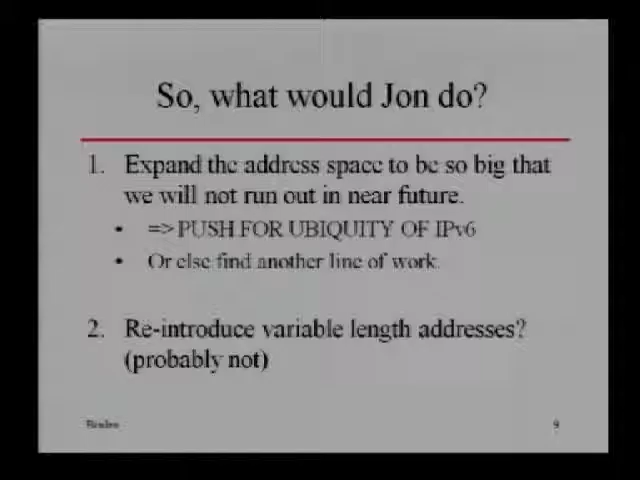 So, what would Jon do?
1. Expand the address space to be so big that
we will not run out in near future.
• => PUSH FOR UBIQUITY OF IPv6
• Or else find another line of work.
2. Re-introduce variable length addresses?
(probably not)
9